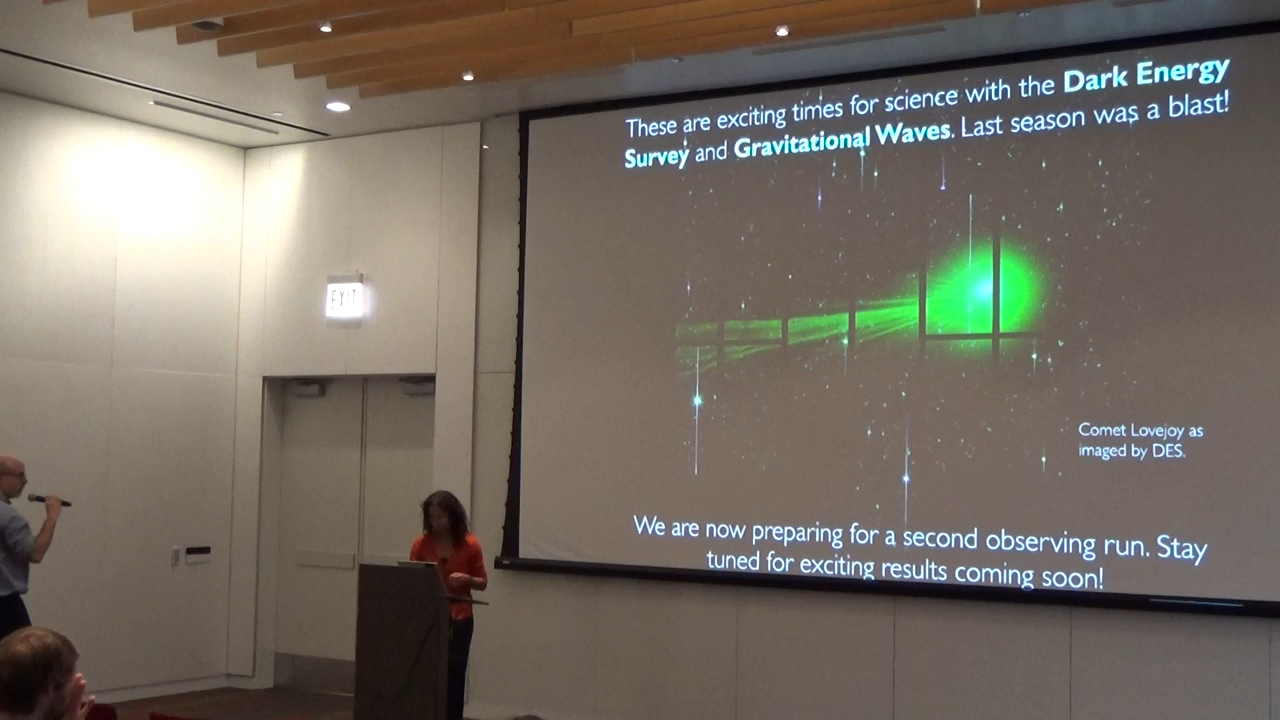 These are exciting times for science with the Dark Energy
Survey and Gravitational Waves. Last season was a blast!
EXIT
Comet Lovejoy as
imaged by DES.
We are now preparing for a second observing run. Stay
tuned for exciting results coming soon!